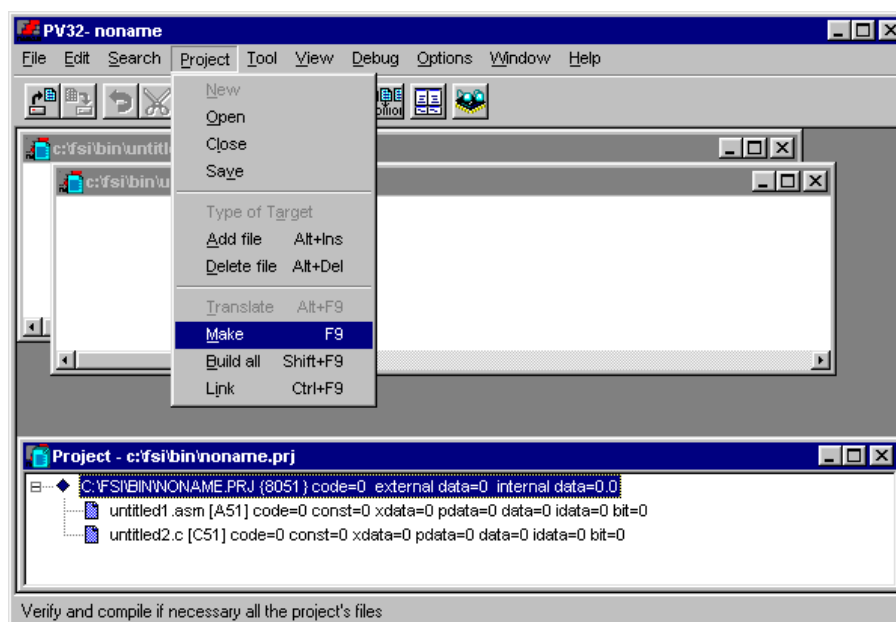 PV32- noname
File Edit Search Project Tool View Debug Options Window Help
New
Open
Close
Save
Type of Target
Add file Alt+Ins
Delete file Alt+Del
Translate Alt+F9
Make F9
Build all Shift+F9
Link Ctrl+F9
c:\fsi\bin\untitl
c:\fsi\bin\u
Project - c:\fsi\bin\noname.prj
C:\FSI\BIN\NONAME.PRJ {8051} code=0 external data=0 internal data=0.0
untitled1.asm [A51] code=0 const=0 xdata=0 pdata=0 data=0 idata=0 bit=0
untitled2.c [C51] code=0 const=0 xdata=0 pdata=0 data=0 idata=0 bit=0
Verify and compile if necessary all the project's files